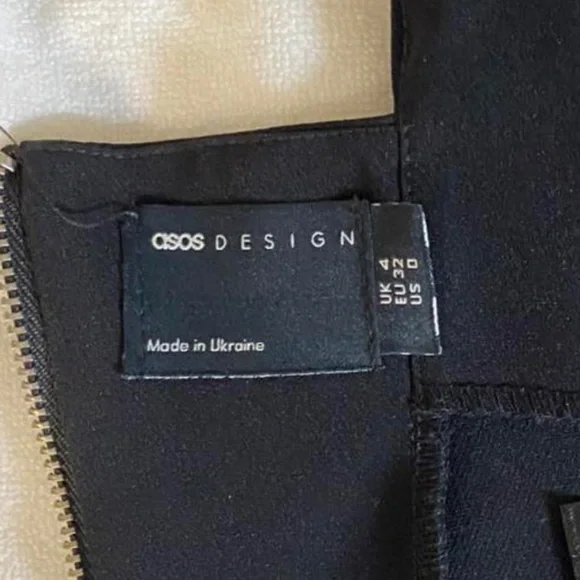 asos DESIGN
Made in Ukraine
UK 4
EU 32
US 0